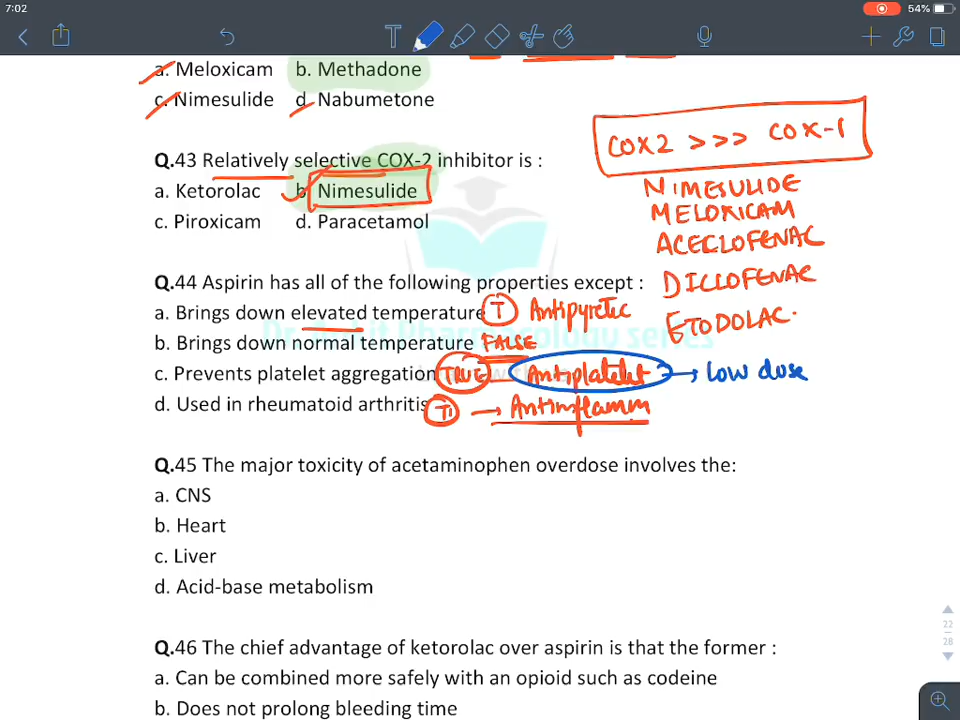 7:02
54%
a. Meloxicam b. Methadone
c. Nimesulide d. Nabumetone
COX2 >>> COX-1
Q.43 Relatively selective COX-2 inhibitor is :
a. Ketorolac b. Nimesulide
c. Piroxicam d. Paracetamol
NIMESULIDE
MELOXICAM
ACECLOFENAC
DICLOFENAC
ETODOLAC.
Q.44 Aspirin has all of the following properties except :
a. Brings down elevated temperature T Antipyretec
b. Brings down normal temperature FALSE
c. Prevents platelet aggregation TRUE Antiplatelet → Low dose
d. Used in rheumatoid arthritis T → Antiinflamm
Q.45 The major toxicity of acetaminophen overdose involves the:
a. CNS
b. Heart
c. Liver
d. Acid-base metabolism
Q.46 The chief advantage of ketorolac over aspirin is that the former :
a. Can be combined more safely with an opioid such as codeine
b. Does not prolong bleeding time
22
28